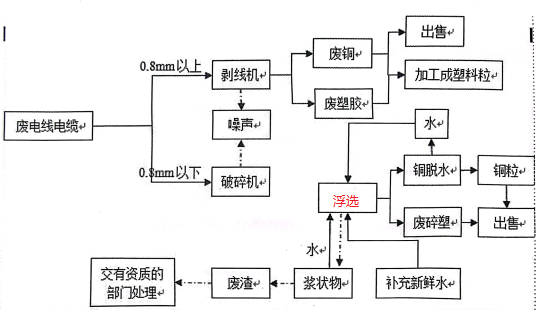 出售
0.8mm以上
剥线机
废铜
加工成塑料粒
废塑胶
废电线电缆
噪声
水
0.8mm以下
破碎机
铜脱水
铜粒
浮选
废碎塑
出售
水
交有资质的
部门处理
废渣
浆状物
补充新鲜水